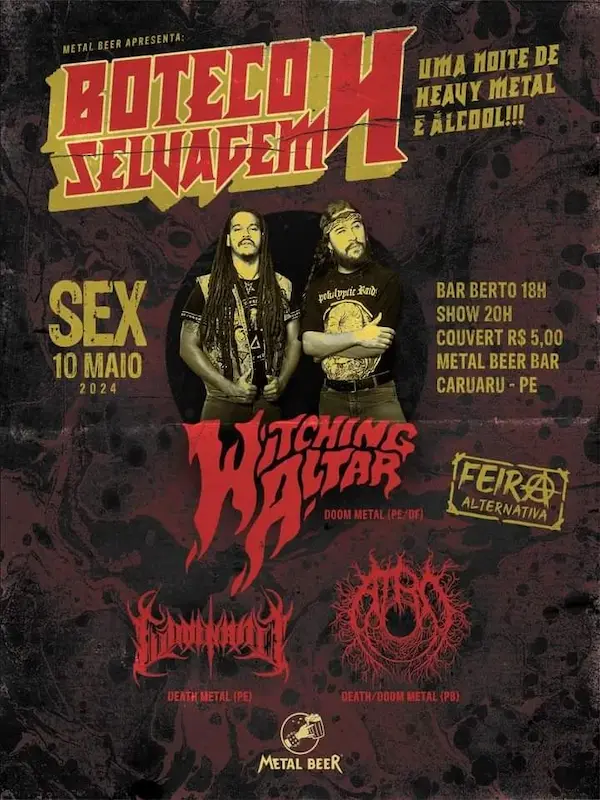 METAL BEER APRESENTA:
BOTECO
SELVAGEM
UMA NOITE DE
HEAVY METAL
E ÁLCOOL!!!
pokalyptic Raids
SEX
10 MAIO
2024
BAR BERTO 18H
SHOW 20H
COUVERT R$ 5,00
METAL BEER BAR
CARUARU - PE
WITCHING
ALTAR
DOOM METAL (PE/DF)
FEIRA
ALTERNATIVA
DEATH METAL (PE)
DEATH/DOOM METAL (PB)
METAL BEER